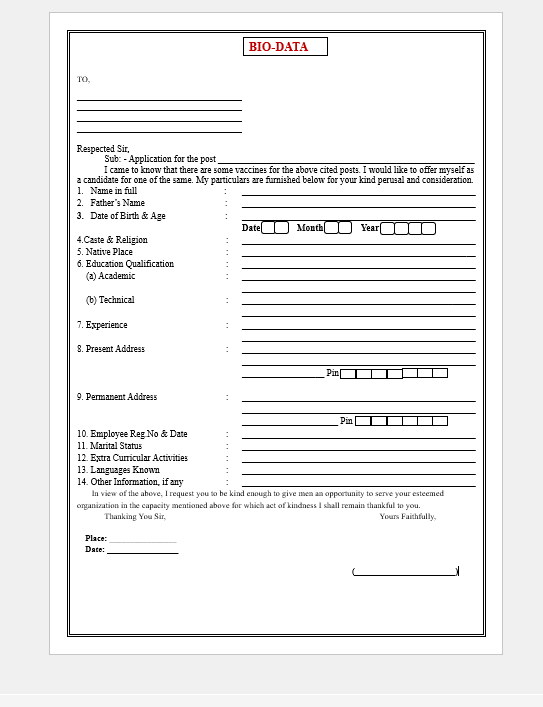 BIO-DATA
TO,
Respected Sir,
Sub: - Application for the post
I came to know that there are some vaccines for the above cited posts. I would like to offer myself as
a candidate for one of the same. My particulars are furnished below for your kind perusal and consideration.
1. Name in full :
2. Father's Name :
3. Date of Birth & Age :
Date Month Year
4.Caste & Religion :
5. Native Place :
6. Education Qualification :
(a) Academic :
(b) Technical :
7. Experience :
8. Present Address :
Pin
9. Permanent Address :
Pin
10. Employee Reg.No & Date :
11. Marital Status :
12. Extra Curricular Activities :
13. Languages Known :
14. Other Information, if any :
In view of the above, I request you to be kind enough to give men an opportunity to serve your esteemed
organization in the capacity mentioned above for which act of kindness I shall remain thankful to you.
Thanking You Sir, Yours Faithfully,
Place: ________________
Date: ________________
(____________________)